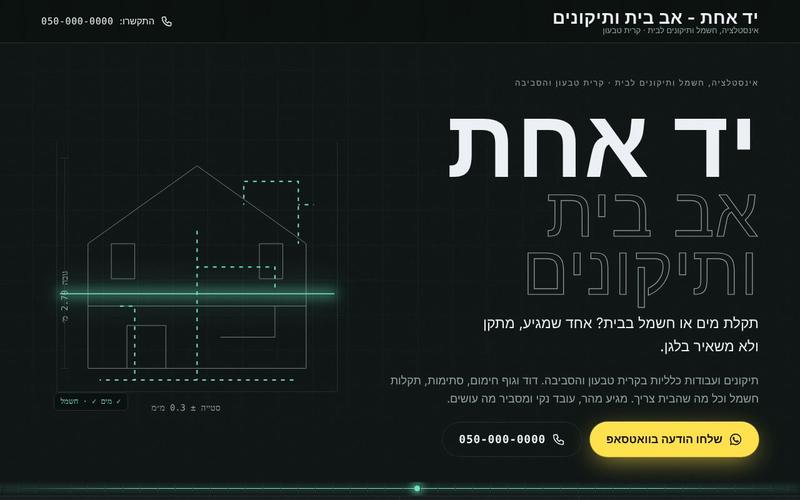 יד אחת - אב בית ותיקונים
אינסטלציה, חשמל ותיקונים לבית · קרית טבעון
התקשרו: 050-000-0000
אינסטלציה, חשמל ותיקונים לבית · קרית טבעון והסביבה
יד אחת
אב בית
ותיקונים
תקלת מים או חשמל בבית? אחד שמגיע, מתקן
ולא משאיר בלגן.
תיקונים ועבודות כלליות בקרית טבעון והסביבה. דוד וגוף חימום, סתימות, תקלות
חשמל וכל מה שהבית צריך. מגיע מהר, עובד נקי ומסביר מה עושים.
שלחו הודעה בוואטסאפ
050-000-0000
גובה 2.70 מ׳
מים ✓ · חשמל ✓
סטייה ± 0.3 מ״מ